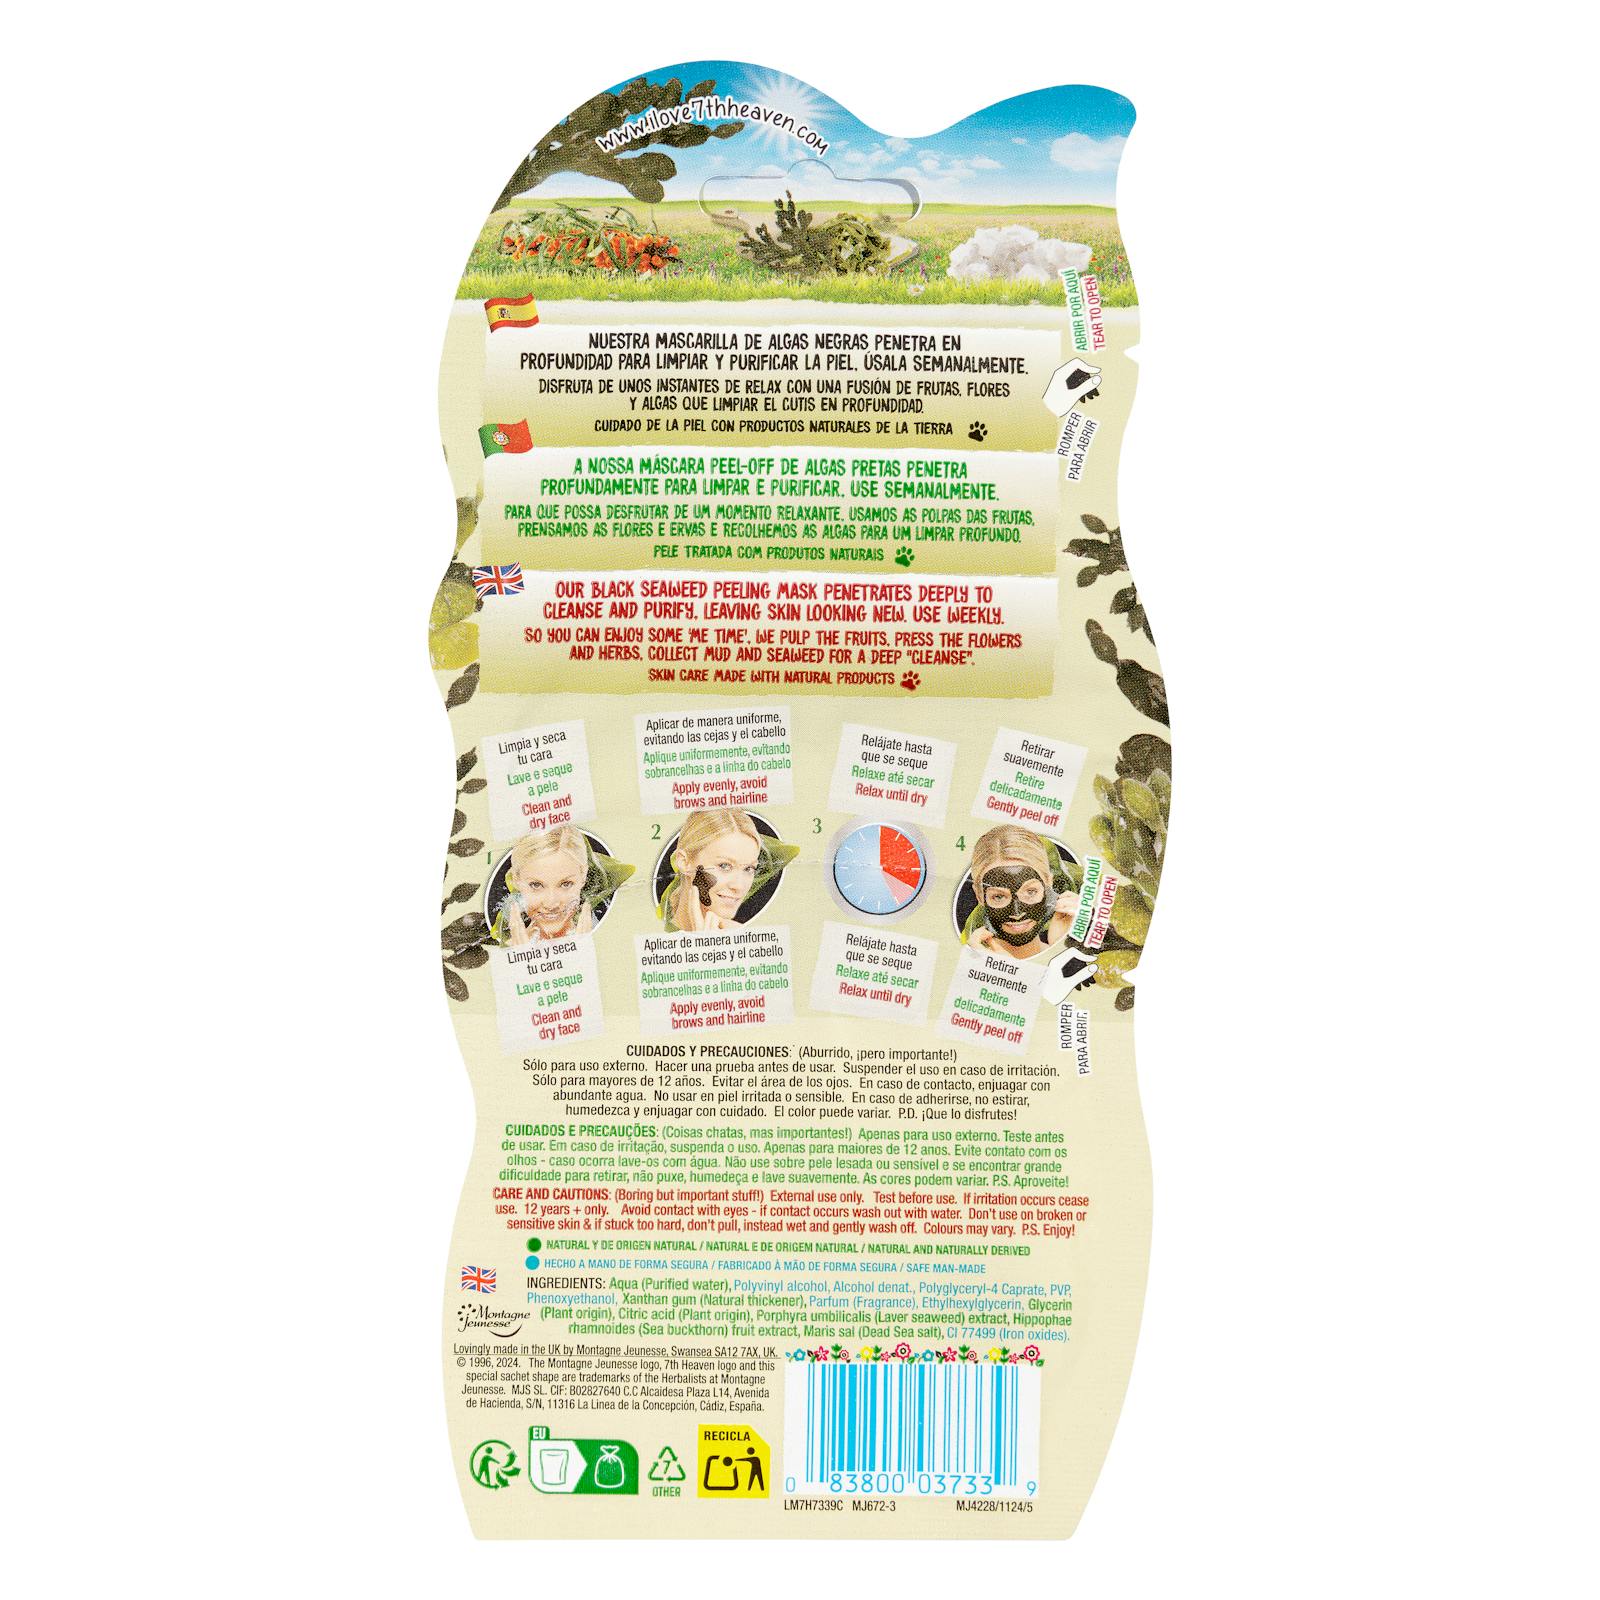 www.ilove7thheaven.com
ABRIR POR AQUÍ
TEAR TO OPEN
ROMPER
PARA ABRIR
NUESTRA MASCARILLA DE ALGAS NEGRAS PENETRA EN
PROFUNDIDAD PARA LIMPIAR Y PURIFICAR LA PIEL. ÚSALA SEMANALMENTE.
DISFRUTA DE UNOS INSTANTES DE RELAX CON UNA FUSIÓN DE FRUTAS, FLORES
Y ALGAS QUE LIMPIAR EL CUTIS EN PROFUNDIDAD.
CUIDADO DE LA PIEL CON PRODUCTOS NATURALES DE LA TIERRA
A NOSSA MÁSCARA PEEL-OFF DE ALGAS PRETAS PENETRA
PROFUNDAMENTE PARA LIMPAR E PURIFICAR. USE SEMANALMENTE.
PARA QUE POSSA DESFRUTAR DE UM MOMENTO RELAXANTE, USAMOS AS POLPAS DAS FRUTAS,
PRENSAMOS AS FLORES E ERVAS E RECOLHEMOS AS ALGAS PARA UM LIMPAR PROFUNDO.
PELE TRATADA COM PRODUTOS NATURAIS
OUR BLACK SEAWEED PEELING MASK PENETRATES DEEPLY TO
CLEANSE AND PURIFY, LEAVING SKIN LOOKING NEW. USE WEEKLY.
SO YOU CAN ENJOY SOME 'ME TIME', WE PULP THE FRUITS, PRESS THE FLOWERS
AND HERBS, COLLECT MUD AND SEAWEED FOR A DEEP "CLEANSE".
SKIN CARE MADE WITH NATURAL PRODUCTS
Limpia y seca
tu cara
Lave e seque
a pele
Clean and
dry face
Aplicar de manera uniforme,
evitando las cejas y el cabello
Aplique uniformemente, evitando
sobrancelhas e a linha do cabelo
Apply evenly, avoid
brows and hairline
Relájate hasta
que se seque
Relaxe até secar
Relax until dry
Retirar
suavemente
Retire
delicadamente
Gently peel off
1
2
3
4
ABRIR POR AQUÍ
TEAR TO OPEN
ROMPER
PARA ABRIR
Limpia y seca
tu cara
Lave e seque
a pele
Clean and
dry face
Aplicar de manera uniforme,
evitando las cejas y el cabello
Aplique uniformemente, evitando
sobrancelhas e a linha do cabelo
Apply evenly, avoid
brows and hairline
Relájate hasta
que se seque
Relaxe até secar
Relax until dry
Retirar
suavemente
Retire
delicadamente
Gently peel off
CUIDADOS Y PRECAUCIONES: (Aburrido, ¡pero importante!)
Sólo para uso externo. Hacer una prueba antes de usar. Suspender el uso en caso de irritación.
Sólo para mayores de 12 años. Evitar el área de los ojos. En caso de contacto, enjuagar con
abundante agua. No usar en piel irritada o sensible. En caso de adherirse, no estirar,
humedezca y enjuagar con cuidado. El color puede variar. P.D. ¡Que lo disfrutes!
CUIDADOS E PRECAUÇÕES: (Coisas chatas, mas importantes!) Apenas para uso externo. Teste antes
de usar. Em caso de irritação, suspenda o uso. Apenas para maiores de 12 anos. Evite contato com os
olhos - caso ocorra lave-os com água. Não use sobre pele lesada ou sensível e se encontrar grande
dificuldade para retirar, não puxe, humedeça e lave suavemente. As cores podem variar. P.S. Aproveite!
CARE AND CAUTIONS: (Boring but important stuff!) External use only. Test before use. If irritation occurs cease
use. 12 years + only. Avoid contact with eyes - if contact occurs wash out with water. Don't use on broken or
sensitive skin & if stuck too hard, don't pull, instead wet and gently wash off. Colours may vary. P.S. Enjoy!
NATURAL Y DE ORIGEN NATURAL / NATURAL E DE ORIGEM NATURAL / NATURAL AND NATURALLY DERIVED
HECHO A MANO DE FORMA SEGURA / FABRICADO À MÃO DE FORMA SEGURA / SAFE MAN-MADE
INGREDIENTS: Aqua (Purified water), Polyvinyl alcohol, Alcohol denat., Polyglyceryl-4 Caprate, PVP,
Phenoxyethanol, Xanthan gum (Natural thickener), Parfum (Fragrance), Ethylhexylglycerin, Glycerin
(Plant origin), Citric acid (Plant origin), Porphyra umbilicalis (Laver seaweed) extract, Hippophae
rhamnoides (Sea buckthorn) fruit extract, Maris sal (Dead Sea salt), CI 77499 (Iron oxides).
Montagne
Jeunesse
Lovingly made in the UK by Montagne Jeunesse, Swansea SA12 7AX, UK.
© 1996, 2024. The Montagne Jeunesse logo, 7th Heaven logo and this
special sachet shape are trademarks of the Herbalists at Montagne
Jeunesse. MJS SL. CIF: B02827640 C.C Alcaidesa Plaza L14, Avenida
de Hacienda, S/N, 11316 La Linea de la Concepción, Cádiz, España.
EU
7
OTHER
RECICLA
0 83800 03733 9
LM7H7339C MJ672-3 MJ4228/1124/5